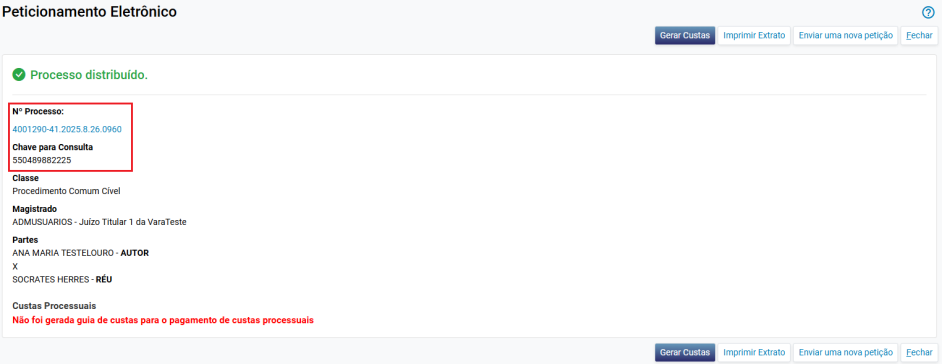 Peticionamento Eletrônico
Gerar Custas Imprimir Extrato Enviar uma nova petição Fechar
Processo distribuído.
Nº Processo:
4001290-41.2025.8.26.0960
Chave para Consulta
550489882225
Classe
Procedimento Comum Cível
Magistrado
ADMUSUARIOS - Juízo Titular 1 da VaraTeste
Partes
ANA MARIA TESTELOURO - AUTOR
X
SOCRATES HERRES - RÉU
Custas Processuais
Não foi gerada guia de custas para o pagamento de custas processuais
Gerar Custas Imprimir Extrato Enviar uma nova petição Fechar